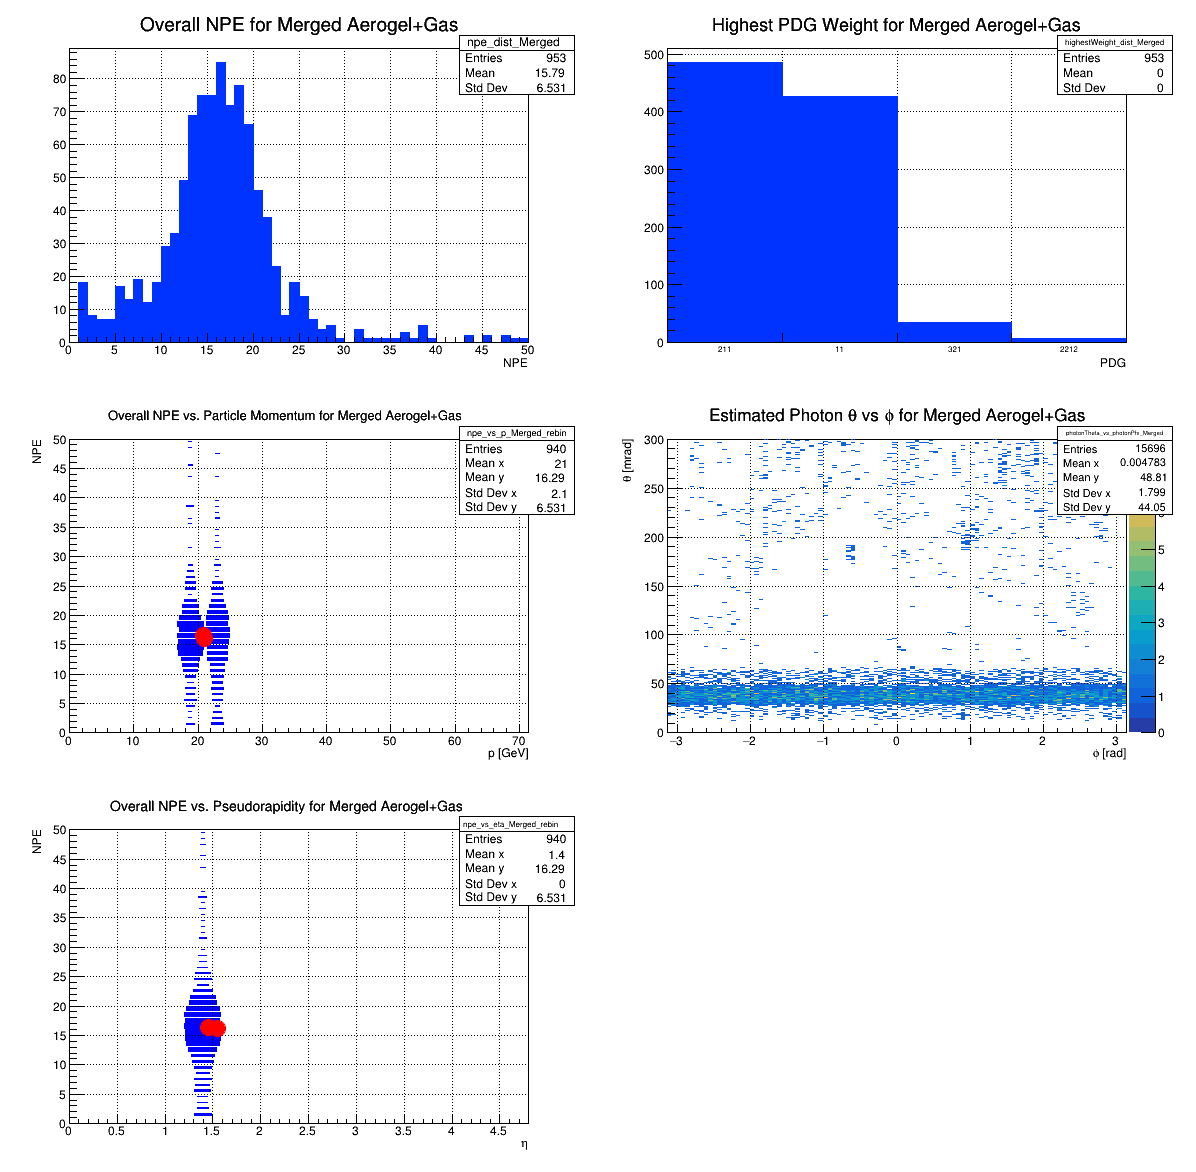 Overall NPE for Merged Aerogel+Gas
npe_dist_Merged
Entries 953
Mean 15.79
Std Dev 6.531
80
70
60
50
40
30
20
10
0
0 5 10 15 20 25 30 35 40 45 50
NPE
Highest PDG Weight for Merged Aerogel+Gas
highestWeight_dist_Merged
Entries 953
Mean 0
Std Dev 0
500
400
300
200
100
0
211 11 321 2212
PDG
Overall NPE vs. Particle Momentum for Merged Aerogel+Gas
npe_vs_p_Merged_rebin
Entries 940
Mean x 21
Mean y 16.29
Std Dev x 2.1
Std Dev y 6.531
NPE
50
45
40
35
30
25
20
15
10
5
0
0 10 20 30 40 50 60 70
p [GeV]
Estimated Photon θ vs ϕ for Merged Aerogel+Gas
Entries 15696
Mean x 0.004783
Mean y 48.81
Std Dev x 1.799
Std Dev y 44.05
θ [mrad]
300
250
200
150
100
50
0
−3 −2 −1 0 1 2 3
ϕ [rad]
5
4
3
2
1
0
Overall NPE vs. Pseudorapidity for Merged Aerogel+Gas
npe_vs_eta_Merged_rebin
Entries 940
Mean x 1.4
Mean y 16.29
Std Dev x 0
Std Dev y 6.531
NPE
50
45
40
35
30
25
20
15
10
5
0
0 0.5 1 1.5 2 2.5 3 3.5 4 4.5
η